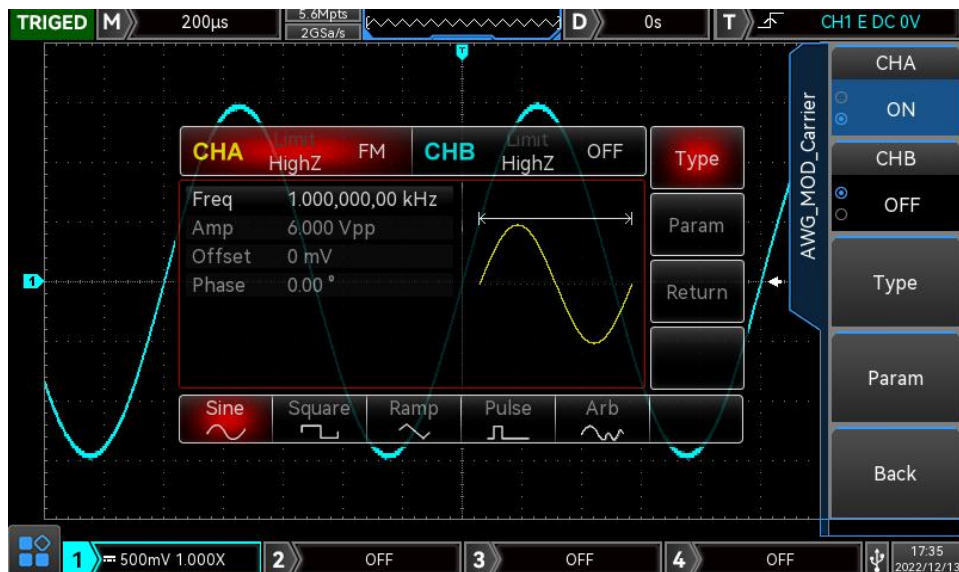 TRIGED M 200μs 5.6Mpts D 0s T CH1 E DC 0V
2GSa/s
T
CHA
ON
CHB
OFF
Type
Param
Back
AWG_MOD_Carrier
CHA Limit HighZ FM CHB Limit HighZ OFF
Type
Param
Return
Freq 1.000,000,00 kHz
Amp 6.000 Vpp
Offset 0 mV
Phase 0.00 °
Sine Square Ramp Pulse Arb
1
1 500mV 1.000X 2 OFF 3 OFF 4 OFF 17:35
2022/12/13